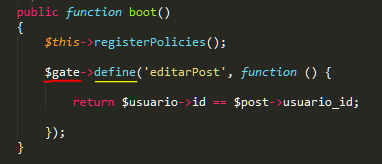 public function boot()
{
$this->registerPolicies();
$gate->define('editarPost', function () {
return $usuario->id == $post->usuario_id;
});
}